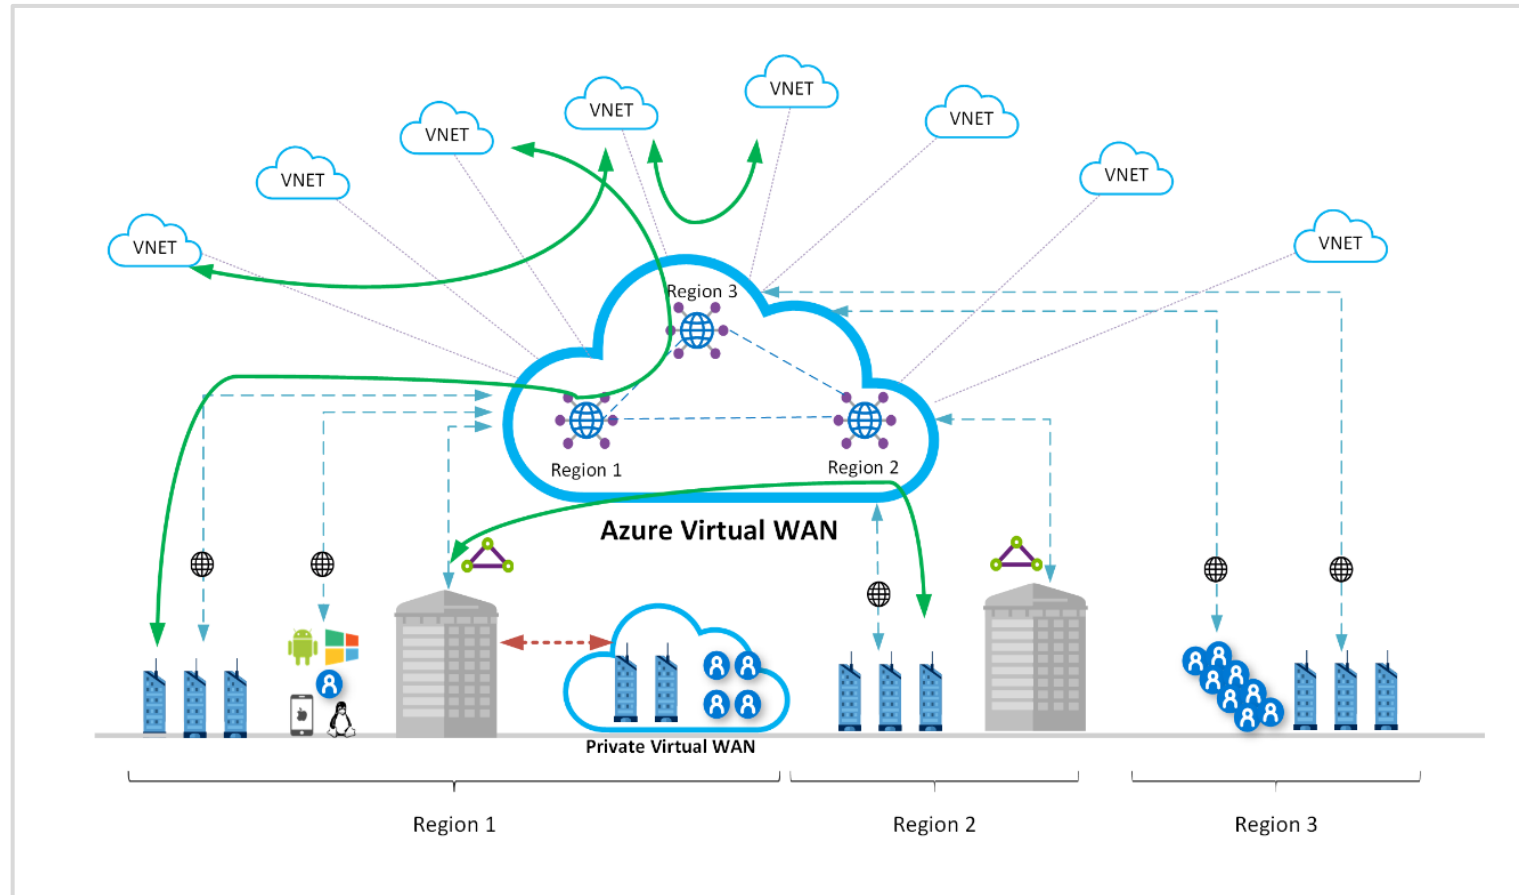 VNET
VNET
VNET
VNET
VNET
VNET
VNET
VNET
Region 3
Region 1
Region 2
Azure Virtual WAN
Private Virtual WAN
Region 1
Region 2
Region 3